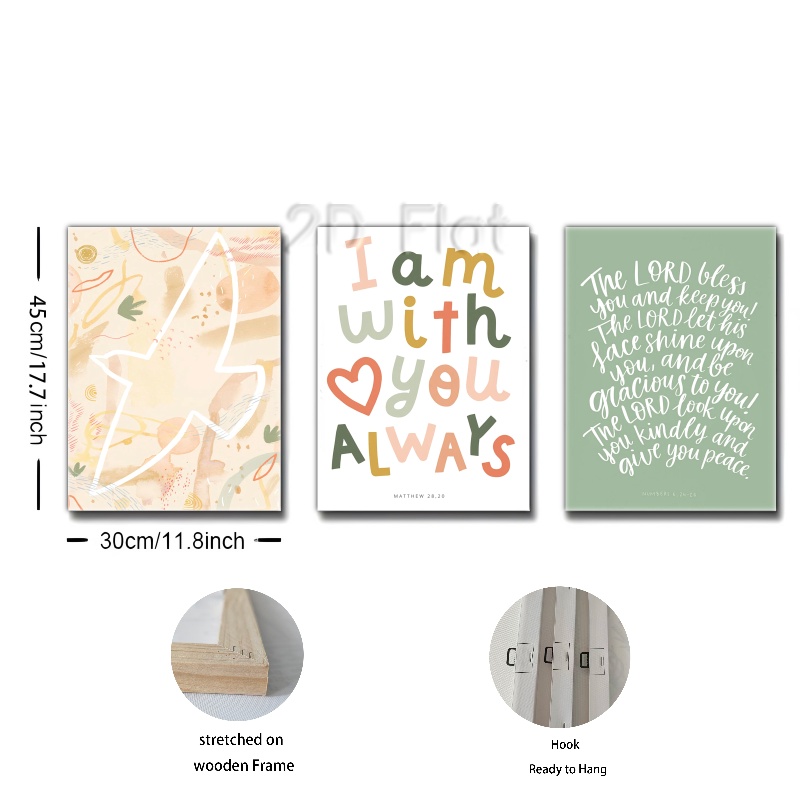 2D Flat
I am
with
you
ALWAYS
MATTHEW 28.20
THE LORD bless
you and keep you!
THE LORD let his
face shine upon
you, and be
gracious to you!
THE LORD look upon
you kindly and
give you peace.
45cm/17.7inch
30cm/11.8inch
stretched on
wooden Frame
Hook
Ready to Hang